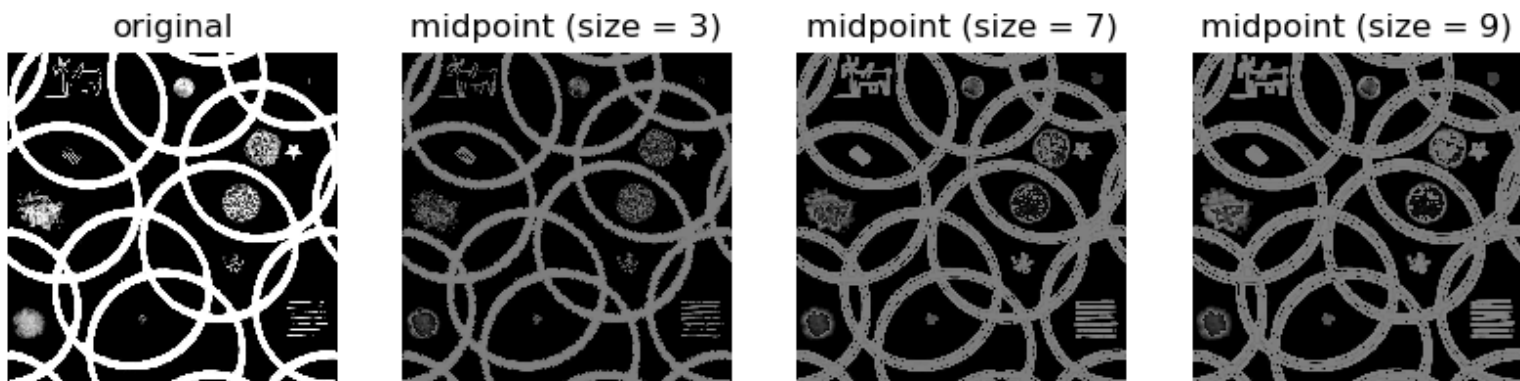 original midpoint (size = 3) midpoint (size = 7) midpoint (size = 9)